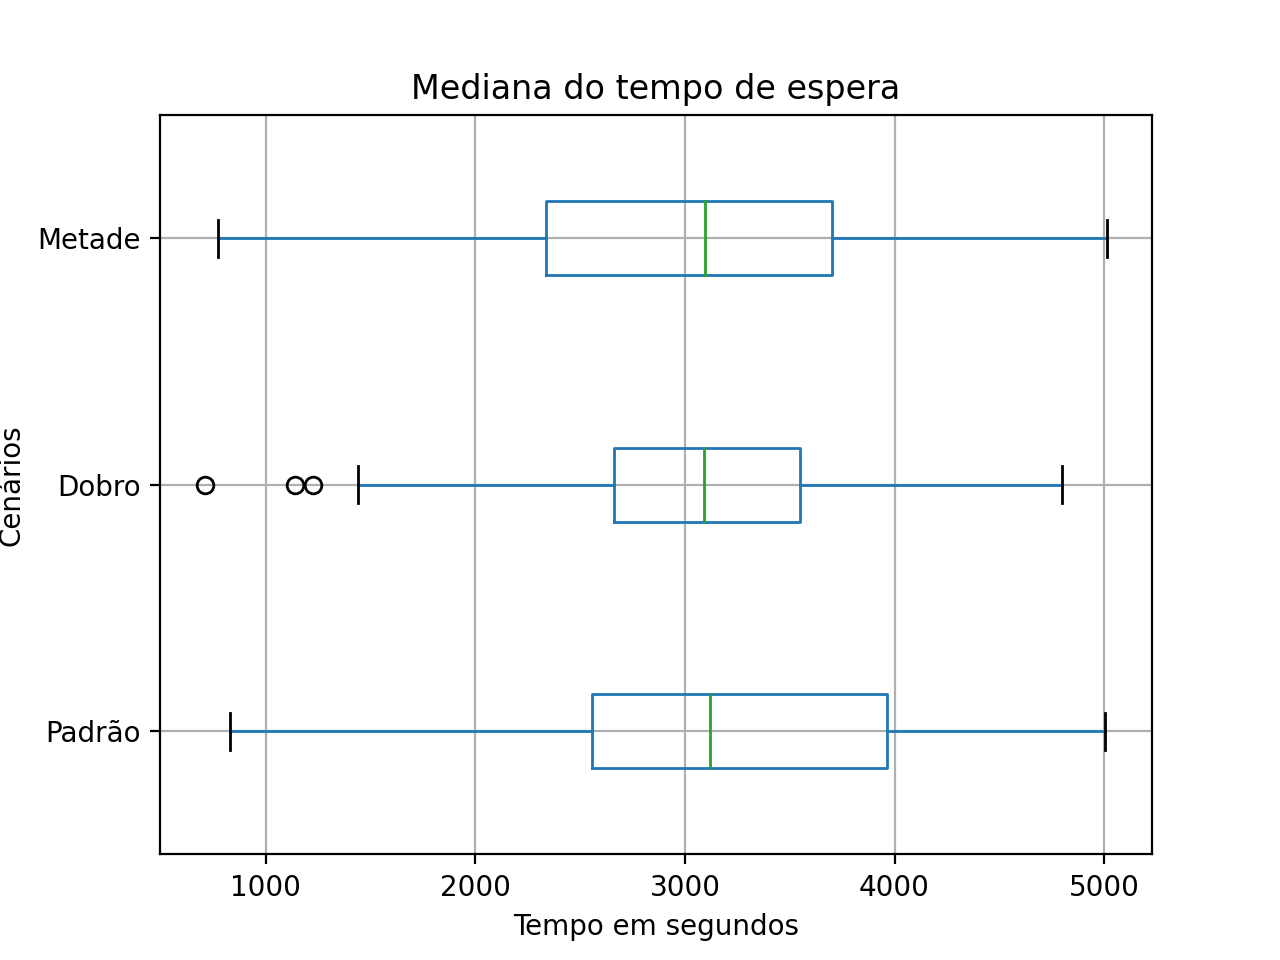 Mediana do tempo de espera
Metade
Dobro
Padrão
Cenários
1000 2000 3000 4000 5000
Tempo em segundos